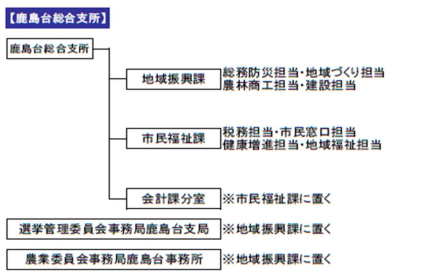 【鹿島台総合支所】
鹿島台総合支所
地域振興課
総務防災担当・地域づくり担当
農林商工担当・建設担当
市民福祉課
税務担当・市民窓口担当
健康増進担当・地域福祉担当
会計課分室
※市民福祉課に置く
選挙管理委員会事務局鹿島台支局
※地域振興課に置く
農業委員会事務局鹿島台事務所
※地域振興課に置く